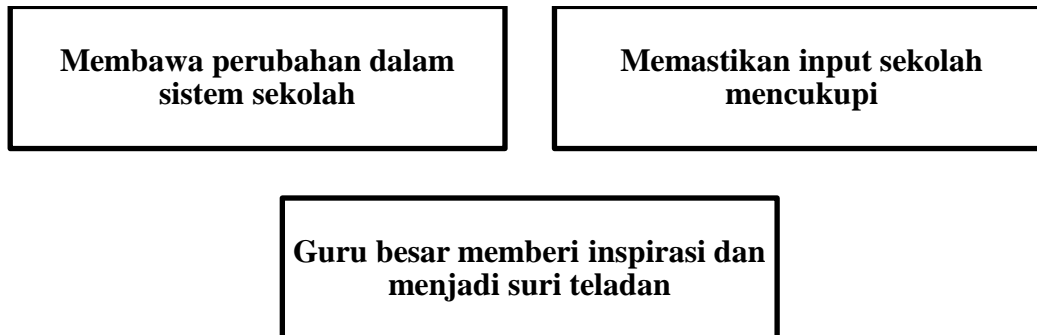 Membawa perubahan dalam
sistem sekolah
Memastikan input sekolah
mencukupi
Guru besar memberi inspirasi dan
menjadi suri teladan